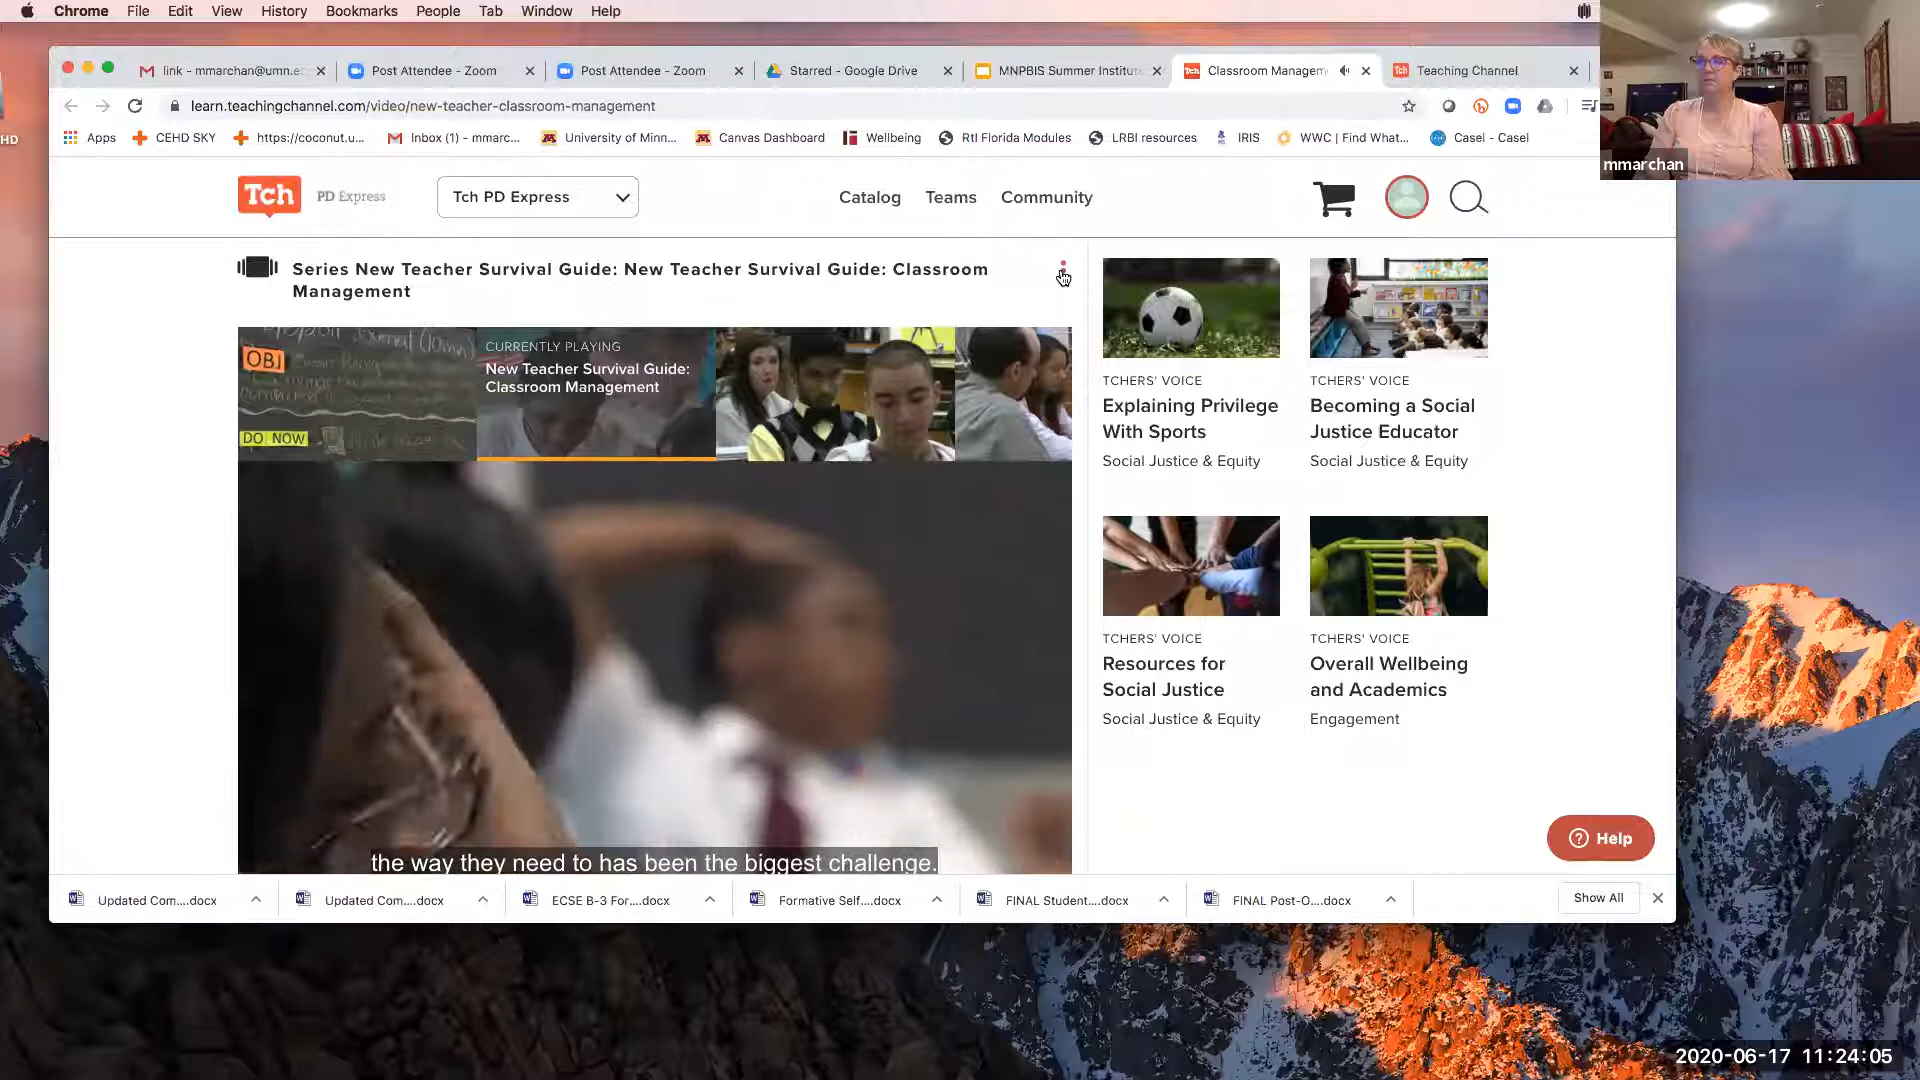 Chrome File Edit View History Bookmarks People Tab Window Help
link - mmarchan@umn.e
Post Attendee - Zoom
Post Attendee - Zoom
Starred - Google Drive
MNPBIS Summer Institute
Classroom Managem
Teaching Channel
learn.teachingchannel.com/video/new-teacher-classroom-management
Apps
CEHD SKY
https://coconut.u...
Inbox (1) - mmarc...
University of Minn...
Canvas Dashboard
Wellbeing
RtI Florida Modules
LRBI resources
IRIS
WWC | Find What...
Casel - Casel
mmarchan
HD
Tch PD Express
Tch PD Express
Catalog Teams Community
Series New Teacher Survival Guide: New Teacher Survival Guide: Classroom
Management
OBJ
DO NOW
CURRENTLY PLAYING
New Teacher Survival Guide:
Classroom Management
the way they need to has been the biggest challenge.
TCHERS' VOICE
Explaining Privilege
With Sports
Social Justice & Equity
TCHERS' VOICE
Becoming a Social
Justice Educator
Social Justice & Equity
TCHERS' VOICE
Resources for
Social Justice
Social Justice & Equity
TCHERS' VOICE
Overall Wellbeing
and Academics
Engagement
Help
Updated Com....docx
Updated Com....docx
ECSE B-3 For....docx
Formative Self....docx
FINAL Student....docx
FINAL Post-O....docx
Show All
2020-06-17 11:24:05